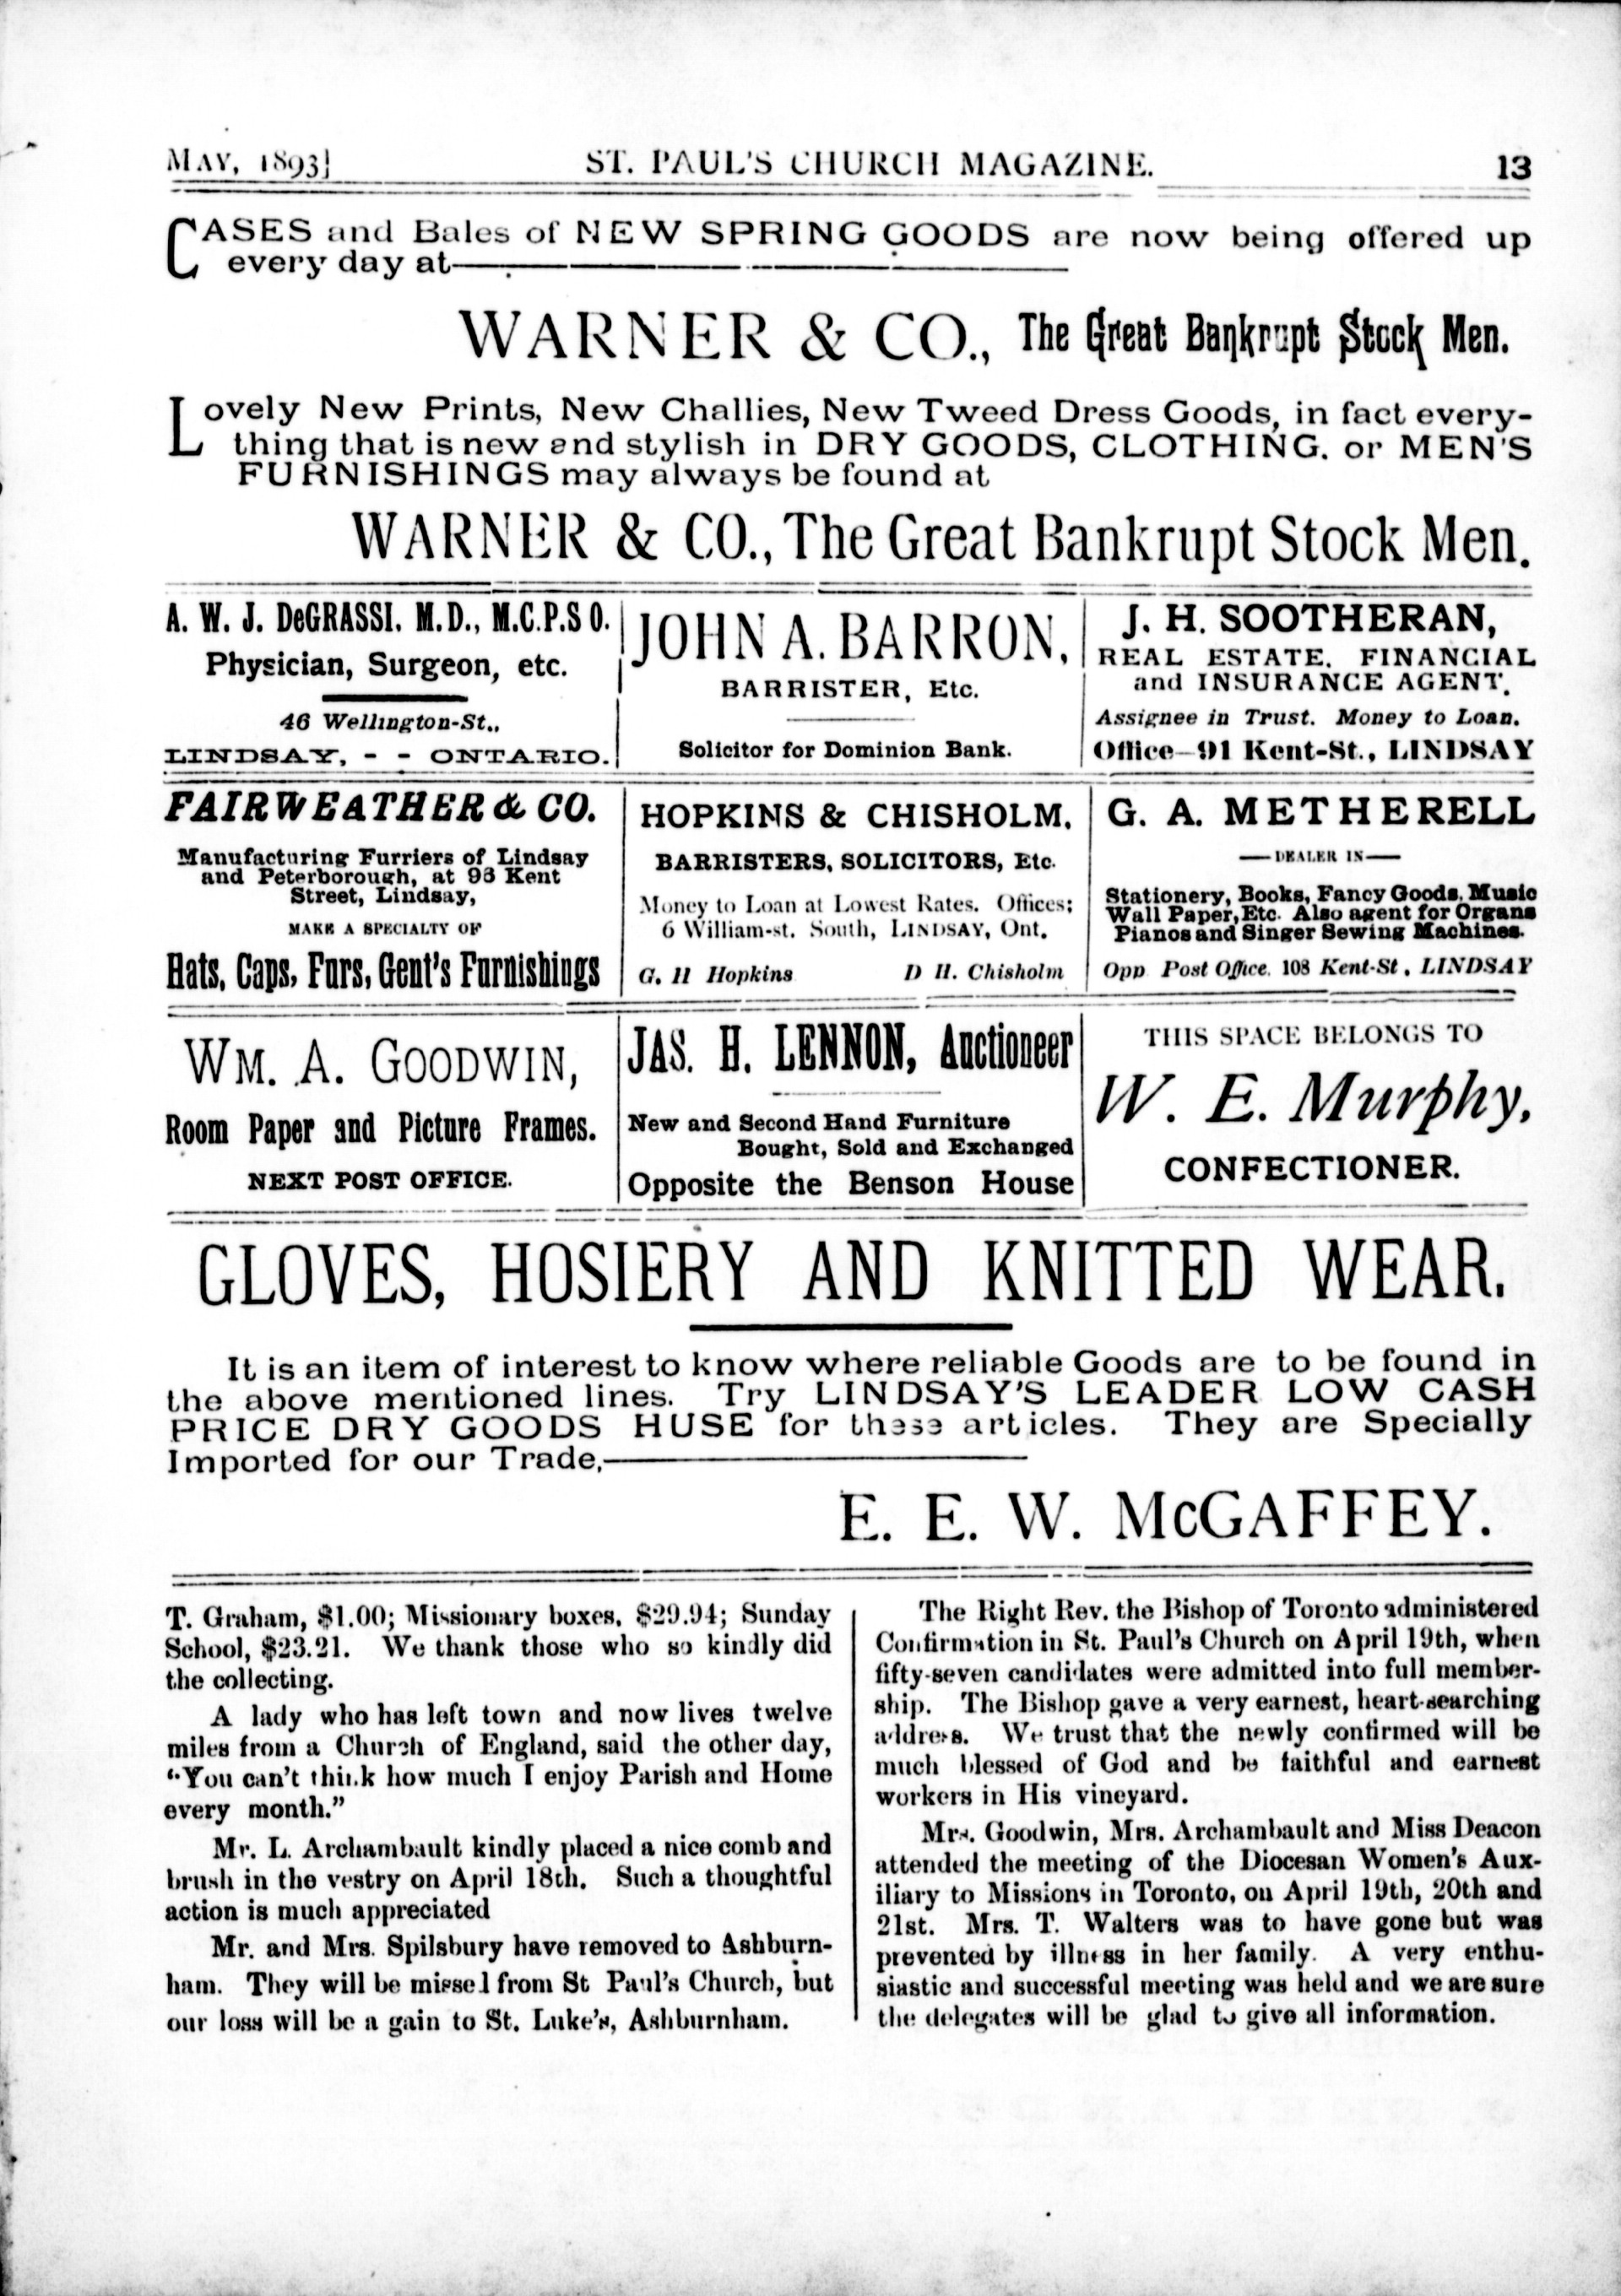 MAY, 1893]
ST. PAUL'S CHURCH MAGAZINE.
13
CASES and Bales of NEW SPRING GOODS are now being offered up
every day at
WARNER & CO., The Great Bankrupt Stock Men.
Lovely New Prints, New Challies, New Tweed Dress Goods, in fact every-
thing that is new and stylish in DRY GOODS, CLOTHING. or MEN'S
FURNISHINGS may always be found at
WARNER & CO., The Great Bankrupt Stock Men.
A. W. J. DeGRASSI. M.D., M.C.P.S O.
Physician, Surgeon, etc.
46 Wellington-St.,
LINDSAY, - - ONTARIO.
JOHN A. BARRON,
BARRISTER, Etc.
Solicitor for Dominion Bank.
J. H. SOOTHERAN,
REAL ESTATE. FINANCIAL
and INSURANCE AGENT.
Assignee in Trust. Money to Loan.
Office—91 Kent-St., LINDSAY
FAIRWEATHER & CO.
Manufacturing Furriers of Lindsay
and Peterborough, at 93 Kent
Street, Lindsay,
MAKE A SPECIALTY OF
Hats, Caps, Furs, Gent's Furnishings
HOPKINS & CHISHOLM.
BARRISTERS, SOLICITORS, Etc.
Money to Loan at Lowest Rates. Offices;
6 William-st. South, LINDSAY, Ont.
G. H Hopkins D H. Chisholm
G. A. METHERELL
—DEALER IN—
Stationery, Books, Fancy Goods, Music
Wall Paper, Etc. Also agent for Organs
Pianos and Singer Sewing Machines.
Opp Post Office. 108 Kent-St, LINDSAY
WM. A. GOODWIN,
Room Paper and Picture Frames.
NEXT POST OFFICE.
JAS. H. LENNON, Auctioneer
New and Second Hand Furniture
Bought, Sold and Exchanged
Opposite the Benson House
THIS SPACE BELONGS TO
W. E. Murphy,
CONFECTIONER.
GLOVES, HOSIERY AND KNITTED WEAR.
It is an item of interest to know where reliable Goods are to be found in
the above mentioned lines. Try LINDSAY'S LEADER LOW CASH
PRICE DRY GOODS HUSE for these articles. They are Specially
Imported for our Trade,
E. E. W. McGAFFEY.
T. Graham, $1.00; Missionary boxes, $29.94; Sunday
School, $23.21. We thank those who so kindly did
the collecting.
A lady who has left town and now lives twelve
miles from a Church of England, said the other day,
“You can't think how much I enjoy Parish and Home
every month.”
Mr. L. Archambault kindly placed a nice comb and
brush in the vestry on April 18th. Such a thoughtful
action is much appreciated
Mr. and Mrs. Spilsbury have removed to Ashburn-
ham. They will be missed from St Paul's Church, but
our loss will be a gain to St. Luke's, Ashburnham.
The Right Rev. the Bishop of Toronto administered
Confirmation in St. Paul's Church on April 19th, when
fifty-seven candidates were admitted into full member-
ship. The Bishop gave a very earnest, heart-searching
address. We trust that the newly confirmed will be
much blessed of God and be faithful and earnest
workers in His vineyard.
Mrs. Goodwin, Mrs. Archambault and Miss Deacon
attended the meeting of the Diocesan Women's Aux-
iliary to Missions in Toronto, on April 19th, 20th and
21st. Mrs. T. Walters was to have gone but was
prevented by illness in her family. A very enthu-
siastic and successful meeting was held and we are sure
the delegates will be glad to give all information.